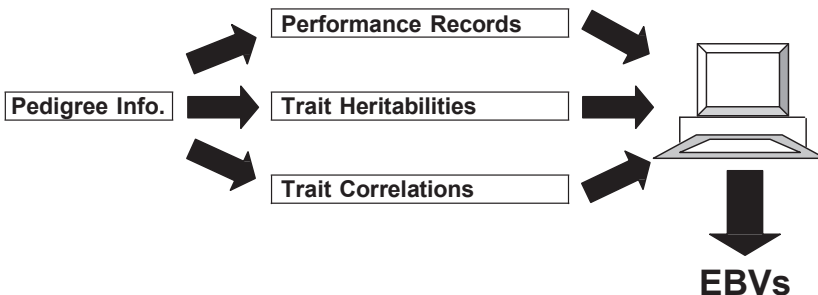 Performance Records
Pedigree Info.
Trait Heritabilities
Trait Correlations
EBVs